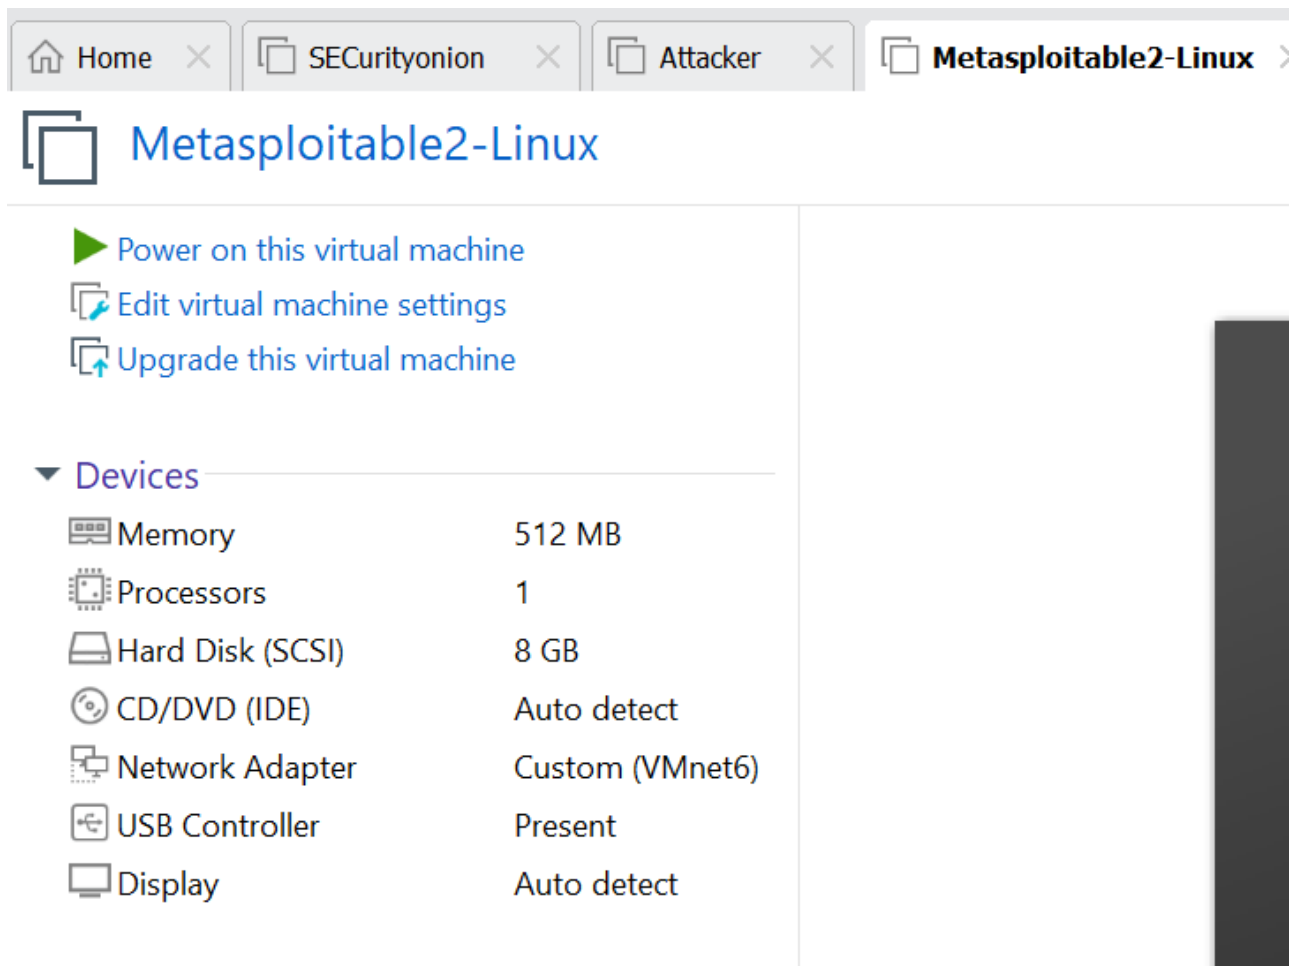 Home SECurityonion Attacker Metasploitable2-Linux
Metasploitable2-Linux
Power on this virtual machine
Edit virtual machine settings
Upgrade this virtual machine
Devices
Memory 512 MB
Processors 1
Hard Disk (SCSI) 8 GB
CD/DVD (IDE) Auto detect
Network Adapter Custom (VMnet6)
USB Controller Present
Display Auto detect